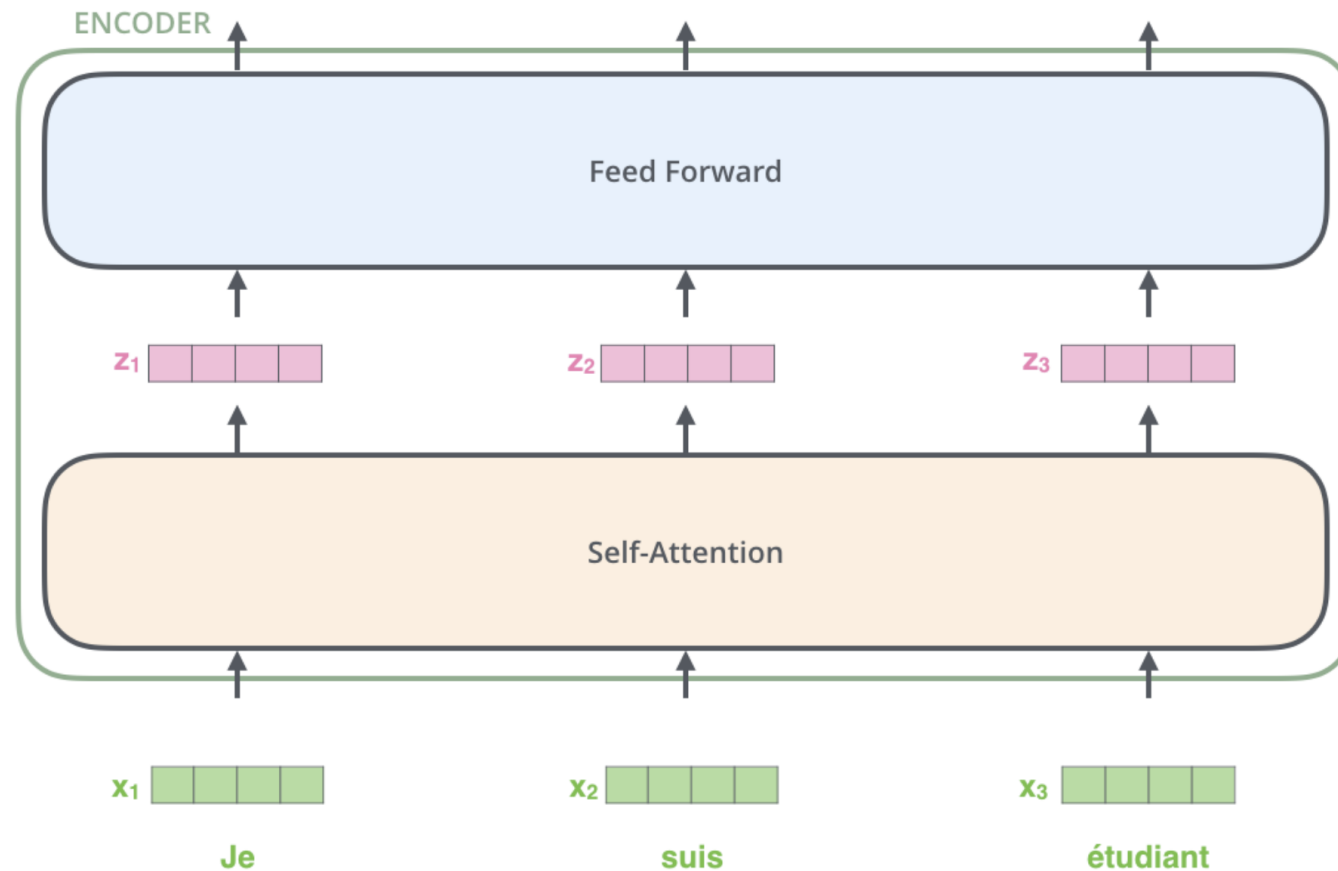 ENCODER
Feed Forward
z₁ z₂ z₃
Self-Attention
x₁ x₂ x₃
Je suis étudiant